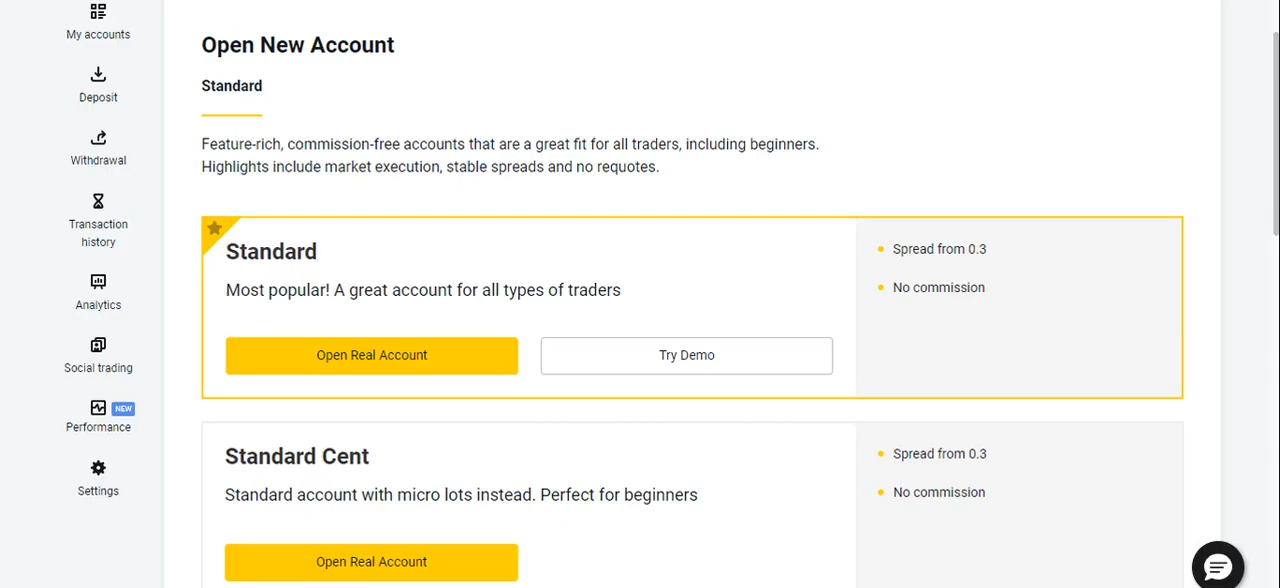 My accounts
Deposit
Withdrawal
Transaction
history
Analytics
Social trading
NEW
Performance
Settings
Open New Account
Standard
Feature-rich, commission-free accounts that are a great fit for all traders, including beginners.
Highlights include market execution, stable spreads and no requotes.
Standard
Most popular! A great account for all types of traders
Open Real Account
Try Demo
Spread from 0.3
No commission
Standard Cent
Standard account with micro lots instead. Perfect for beginners
Open Real Account
Spread from 0.3
No commission